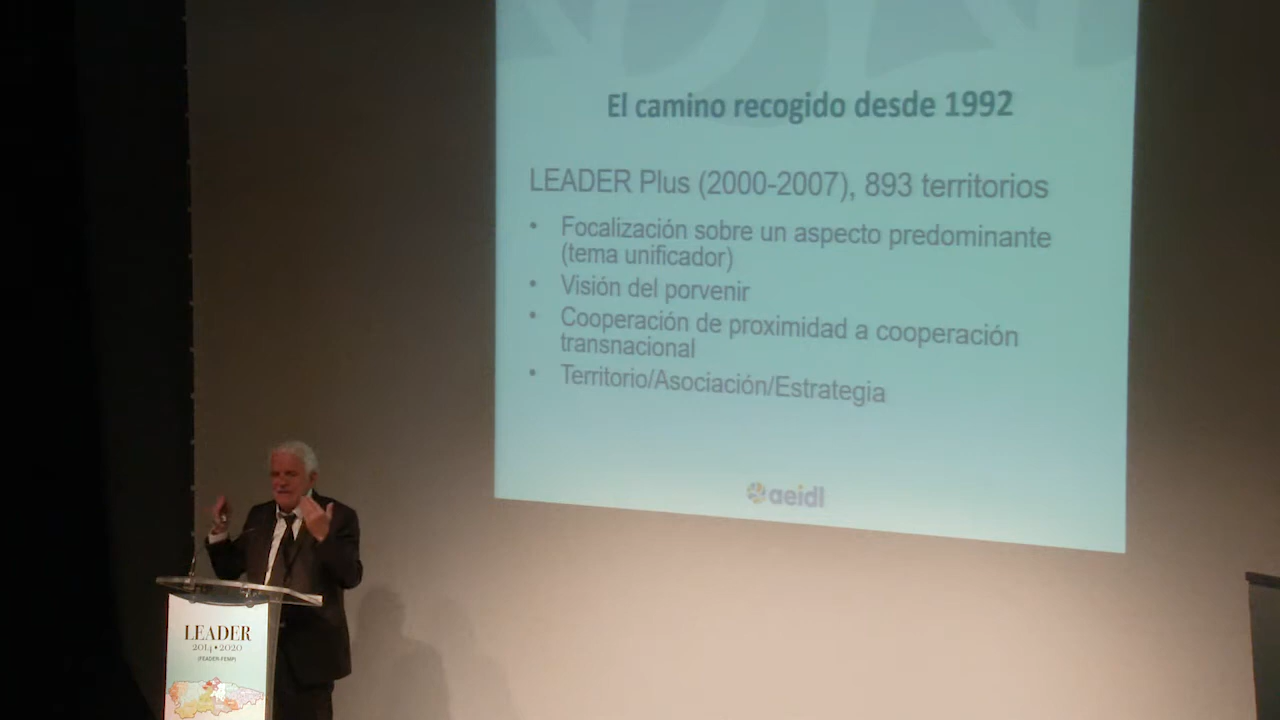 El camino recogido desde 1992
LEADER Plus (2000-2007), 893 territorios
• Focalización sobre un aspecto predominante
(tema unificador)
• Visión del porvenir
• Cooperación de proximidad a cooperación
transnacional
• Territorio/Asociación/Estrategia
aeidl
LEADER
2014•2020
(FEADER-FEMP)